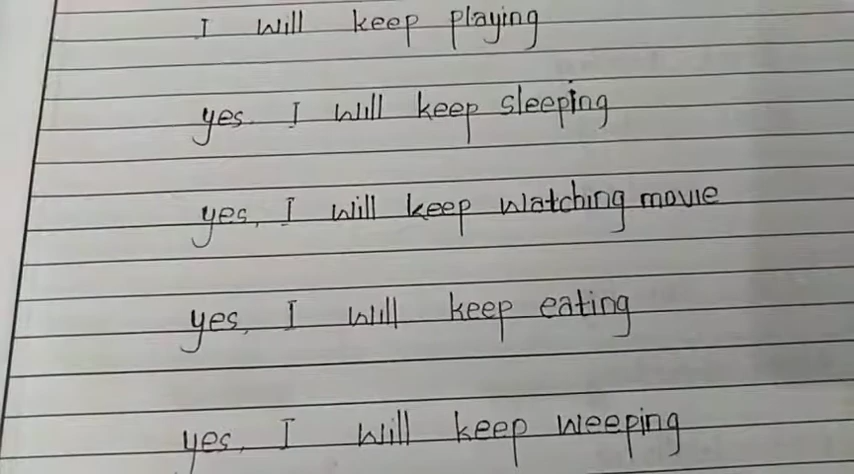 I will keep playing
yes. I will keep sleeping
yes, I will keep watching movie
yes, I will keep eating
yes, I will keep weeping